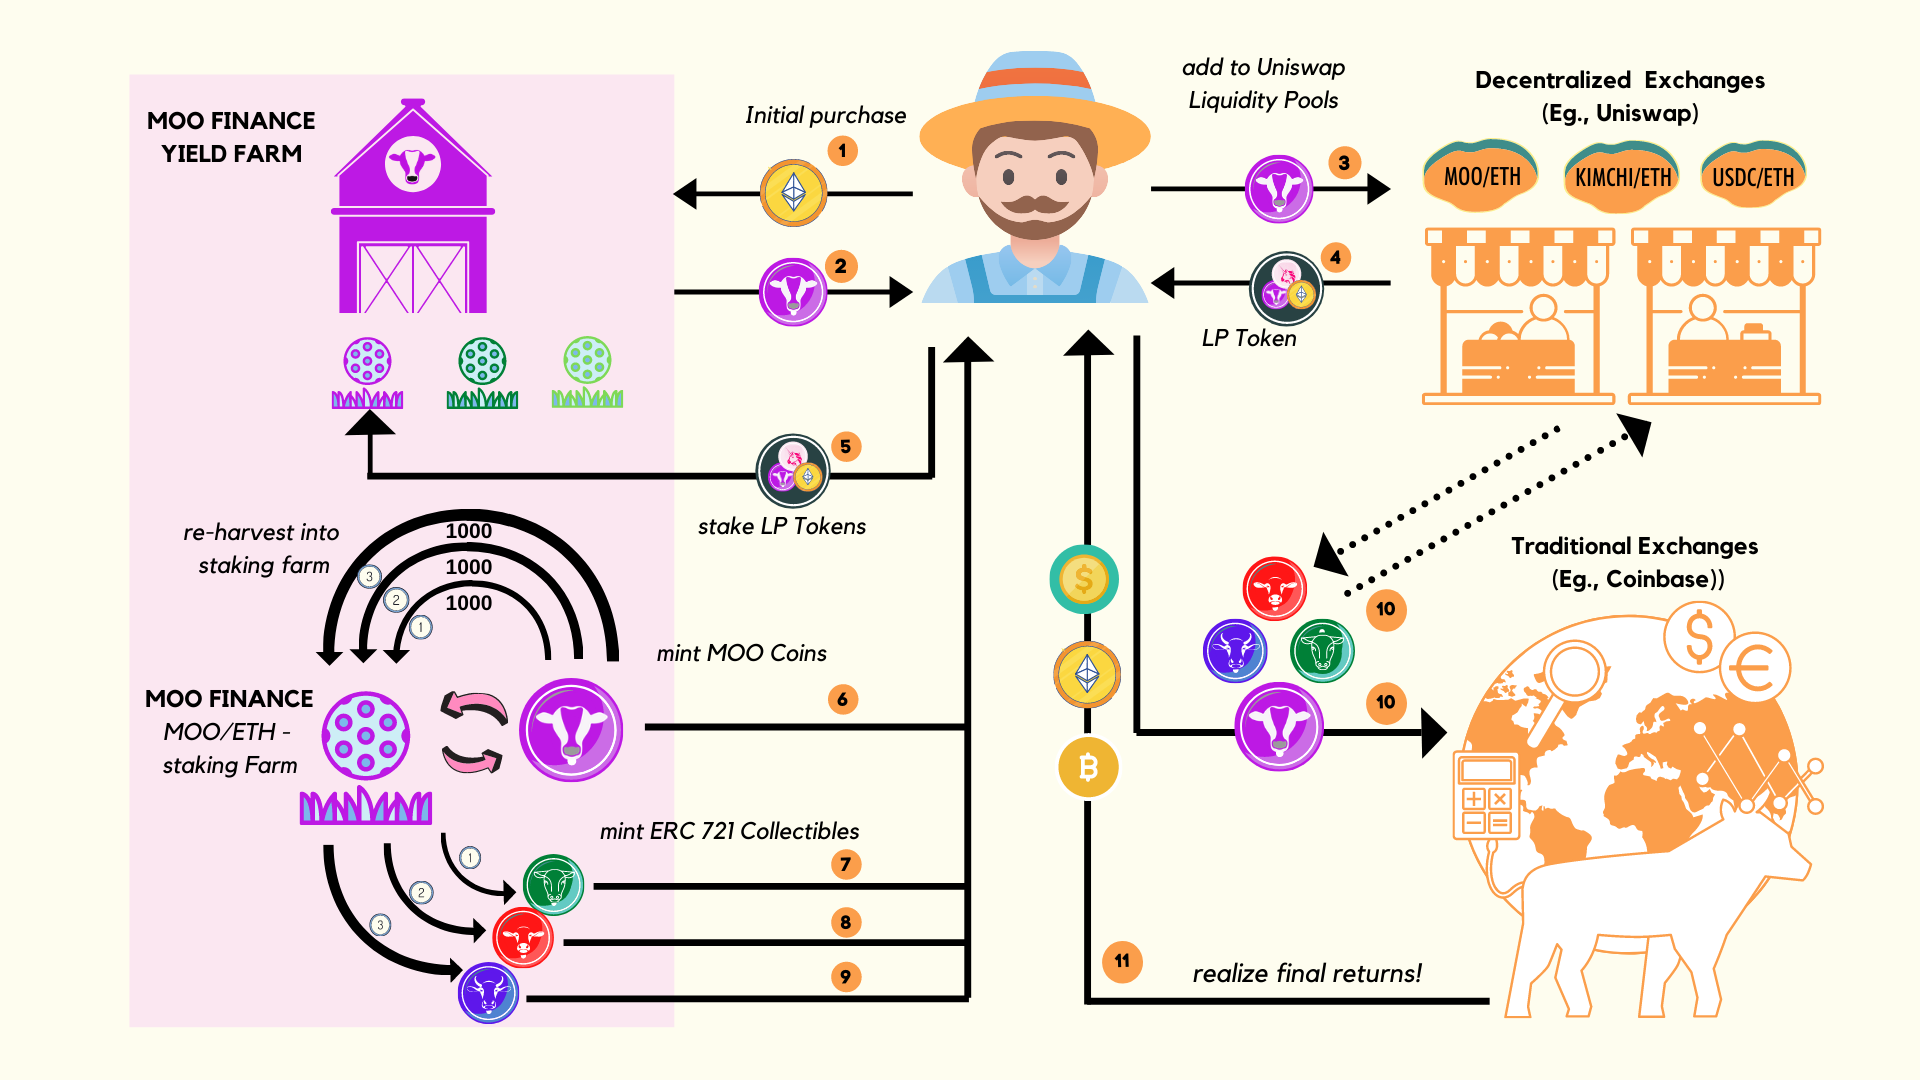 MOO FINANCE
YIELD FARM
Initial purchase
1
2
add to Uniswap
Liquidity Pools
3
4
LP Token
Decentralized Exchanges
(Eg., Uniswap)
MOO/ETH
KIMCHI/ETH
USDC/ETH
5
stake LP Tokens
re-harvest into
staking farm
1000
1000
1000
3
2
1
mint MOO Coins
6
MOO FINANCE
MOO/ETH -
staking Farm
mint ERC 721 Collectibles
7
8
9
1
2
3
$
B
10
10
Traditional Exchanges
(Eg., Coinbase))
$
€
+ ×
− =
11
realize final returns!